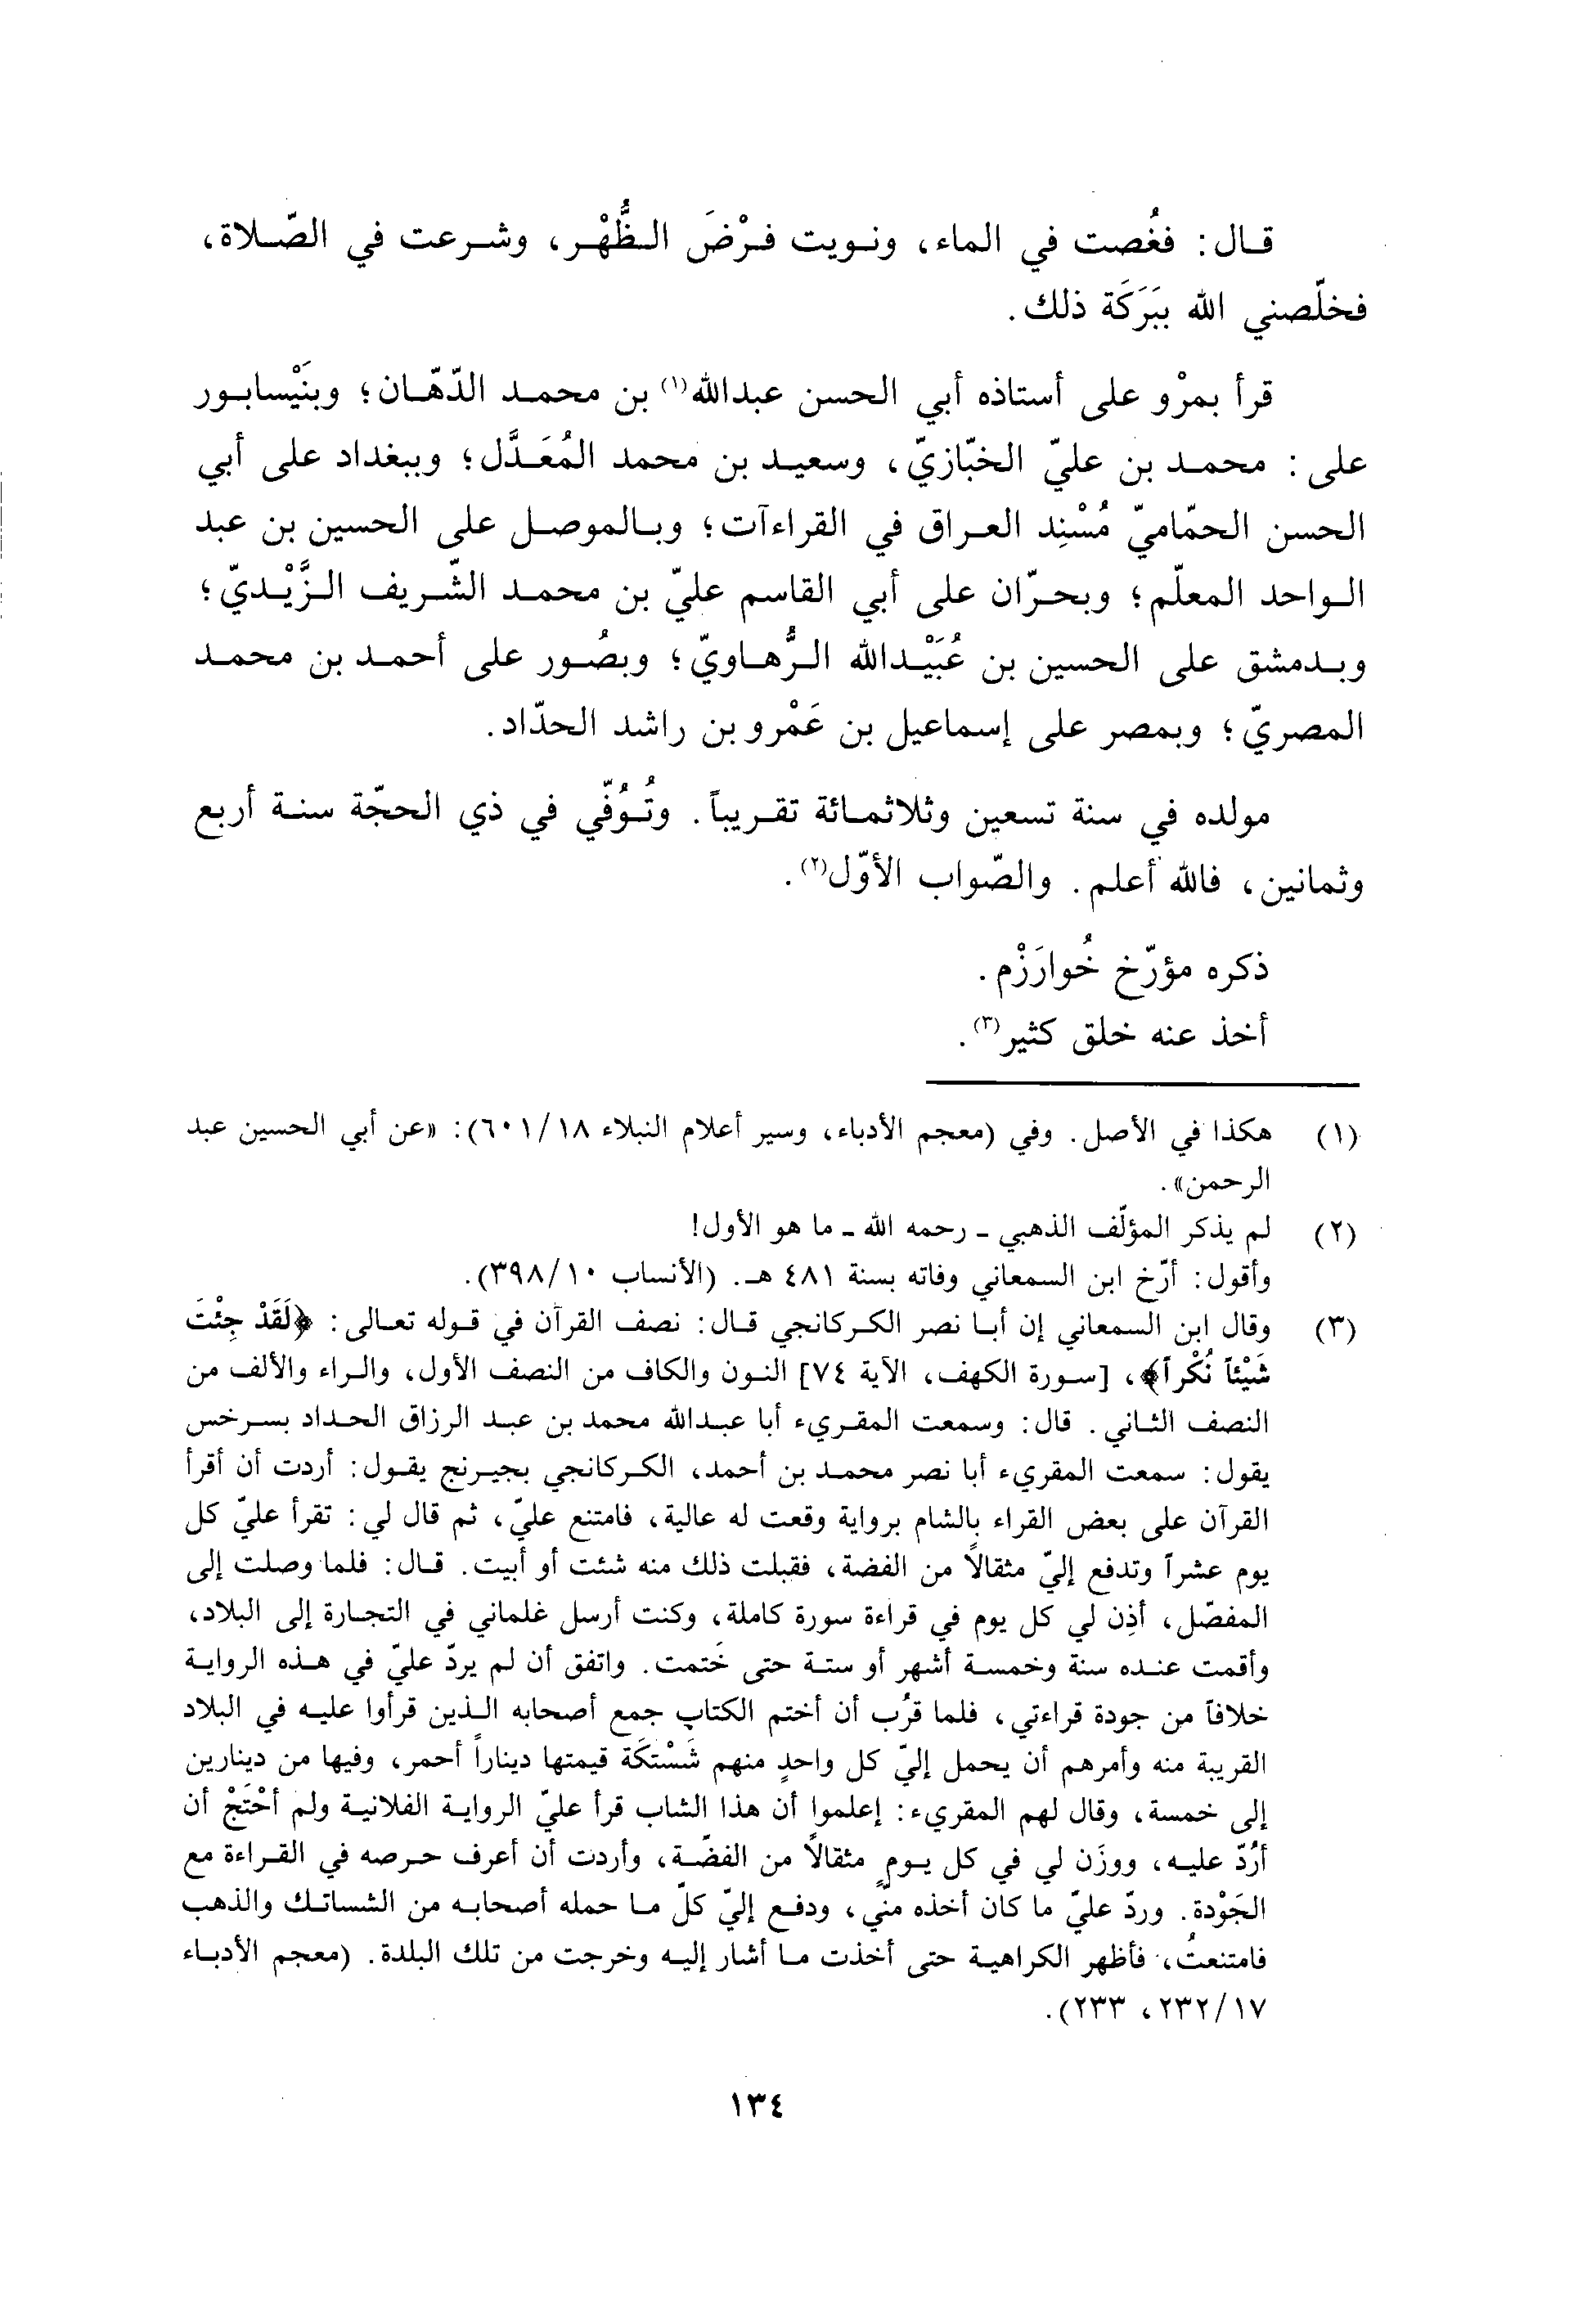 قال: فغُصت في الماء، ونويت فرْضَ الظُّهْر، وشرعت في الصّلاة،
فخلّصني الله ببَرَكَة ذلك.
قرأ بمرْو على أستاذه أبي الحسن عبدالله(١) بن محمد الدّهّان؛ وبنَيْسابور
على: محمد بن عليّ الخبّازيّ، وسعيد بن محمد المُعَدَّل؛ وببغداد على أبي
الحسن الحمّاميّ مُسْنِد العراق في القراءآت؛ وبالموصل على الحسين بن عبد
الواحد المعلّم؛ وبحرّان على أبي القاسم عليّ بن محمد الشّريف الزَّيْديّ؛
وبدمشق على الحسين بن عُبَيْدالله الرُّهاويّ؛ وبصُور على أحمد بن محمد
المصريّ؛ وبمصر على إسماعيل بن عَمْرو بن راشد الحدّاد.
مولده في سنة تسعين وثلاثمائة تقريباً. وتُوُفّي في ذي الحجّة سنة أربع
وثمانين، فالله أعلم. والصّواب الأوّل(٢).
ذكره مؤرّخ خُوارَزْم.
أخذ عنه خلق كثير(٣).
(١) هكذا في الأصل. وفي (معجم الأدباء، وسير أعلام النبلاء ٦٠١/١٨): «عن أبي الحسين عبد
الرحمن».
(٢) لم يذكر المؤلّف الذهبي - رحمه الله - ما هو الأول!
وأقول: أرّخ ابن السمعاني وفاته بسنة ٤٨١ هـ. (الأنساب ٣٩٨/١٠).
(٣) وقال ابن السمعاني إن أبا نصر الكركانجي قال: نصف القرآن في قوله تعالى: ﴿لَقَدْ جِئْتَ
شَيْئاً نُكْراً﴾، [سورة الكهف، الآية ٧٤] النون والكاف من النصف الأول، والراء والألف من
النصف الثاني. قال: وسمعت المقريء أبا عبدالله محمد بن عبد الرزاق الحداد بسرخس
يقول: سمعت المقريء أبا نصر محمد بن أحمد، الكركانجي بجيرنج يقول: أردت أن أقرأ
القرآن على بعض القراء بالشام برواية وقعت له عالية، فامتنع عليّ، ثم قال لي: تقرأ عليّ كل
يوم عشراً وتدفع إليّ مثقالاً من الفضة، فقبلت ذلك منه شئت أو أبيت. قال: فلما وصلت إلى
المفصّل، أذِن لي كل يوم في قراءة سورة كاملة، وكنت أرسل غلماني في التجارة إلى البلاد،
وأقمت عنده سنة وخمسة أشهر أو ستة حتى خَتمت. واتفق أن لم يردّ عليّ في هذه الرواية
خلافاً من جودة قراءتي، فلما قرُب أن أختم الكتاب جمع أصحابه الذين قرأوا عليه في البلاد
القريبة منه وأمرهم أن يحمل إليّ كل واحدٍ منهم شَسْتَكَة قيمتها ديناراً أحمر، وفيها من دينارين
إلى خمسة، وقال لهم المقريء: إعلموا أن هذا الشاب قرأ عليّ الرواية الفلانية ولم أحْتَجْ أن
أرُدّ عليه، ووزَن لي في كل يومٍ مثقالاً من الفضّة، وأردت أن أعرف حرصه في القراءة مع
الجَوْدة. وردّ عليّ ما كان أخذه منّي، ودفع إليّ كلّ ما حمله أصحابه من الشساتك والذهب
فامتنعتُ، فأظهر الكراهية حتى أخذت ما أشار إليه وخرجت من تلك البلدة. (معجم الأدباء
٢٣٢/١٧، ٢٣٣).
١٣٤